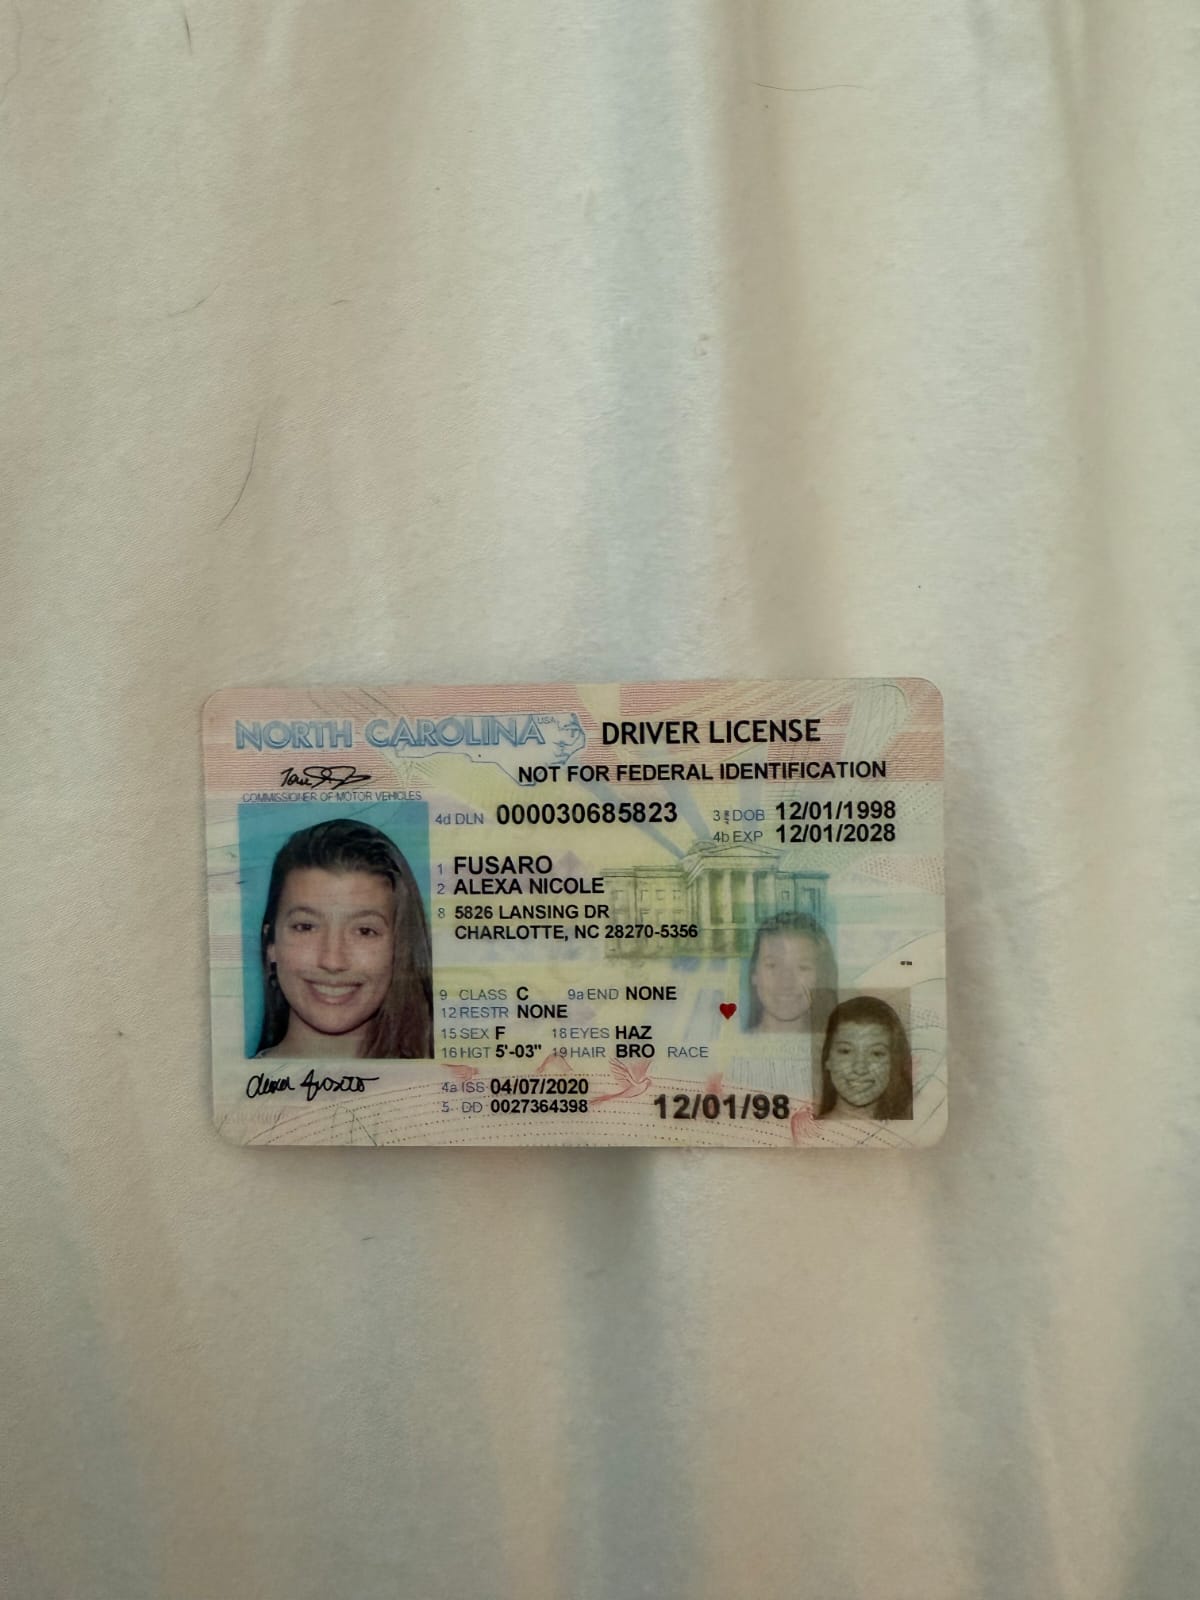 NORTH CAROLINA USA DRIVER LICENSE
NOT FOR FEDERAL IDENTIFICATION
COMMISSIONER OF MOTOR VEHICLES
4d DLN 000030685823 3 DOB 12/01/1998
4b EXP 12/01/2028
1 FUSARO
2 ALEXA NICOLE
8 5826 LANSING DR
CHARLOTTE, NC 28270-5356
9 CLASS C 9a END NONE
12 RESTR NONE
15 SEX F 18 EYES HAZ
16 HGT 5'-03" 19 HAIR BRO RACE
4a ISS 04/07/2020
5 DD 0027364398 12/01/98